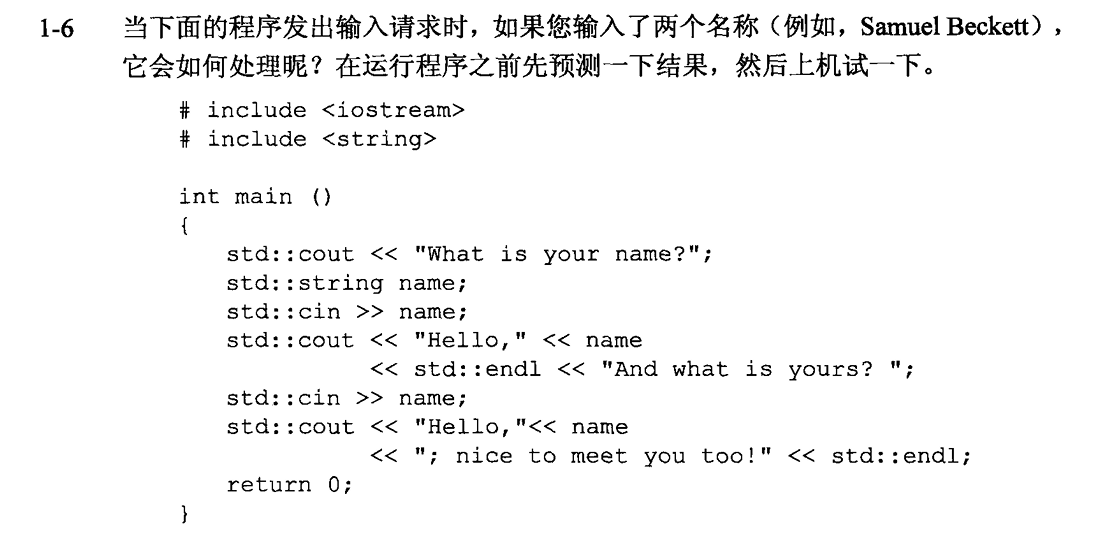 1-6 当下面的程序发出输入请求时，如果您输入了两个名称（例如，Samuel Beckett），
它会如何处理昵？在运行程序之前先预测一下结果，然后上机试一下。
# include <iostream>
# include <string>
int main ()
{
std::cout << "What is your name?";
std::string name;
std::cin >> name;
std::cout << "Hello," << name
<< std::endl << "And what is yours? ";
std::cin >> name;
std::cout << "Hello,"<< name
<< "; nice to meet you too!" << std::endl;
return 0;
}